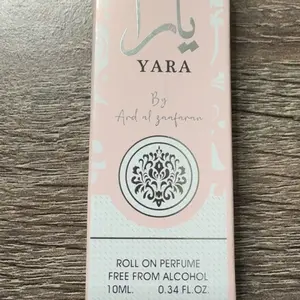 يارا
YARA
By
Ard al zaafaran
ROLL ON PERFUME
FREE FROM ALCOHOL
10ML. 0.34 FL.OZ.